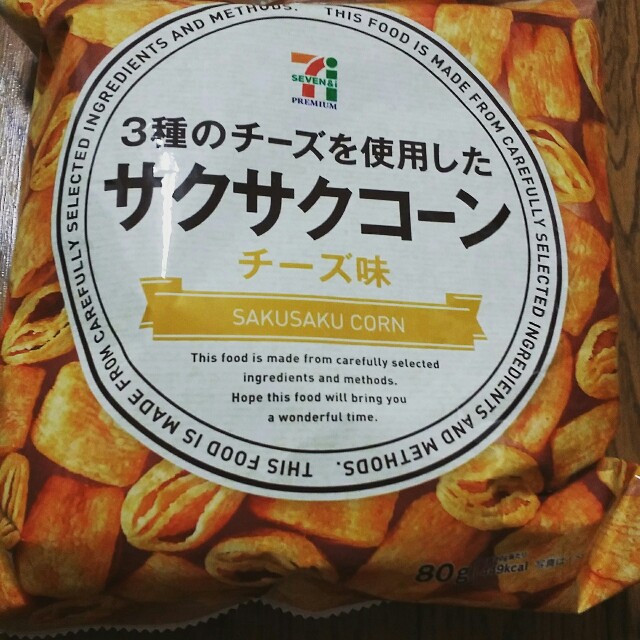 THIS FOOD IS MADE FROM CAREFULLY SELECTED INGREDIENTS AND METHODS.
THIS FOOD IS MADE FROM CAREFULLY SELECTED INGREDIENTS AND METHODS.
SEVEN&i
PREMIUM
3種のチーズを使用した
サクサクコーン
チーズ味
SAKUSAKU CORN
This food is made from carefully selected
ingredients and methods.
Hope this food will bring you
a wonderful time.
80g